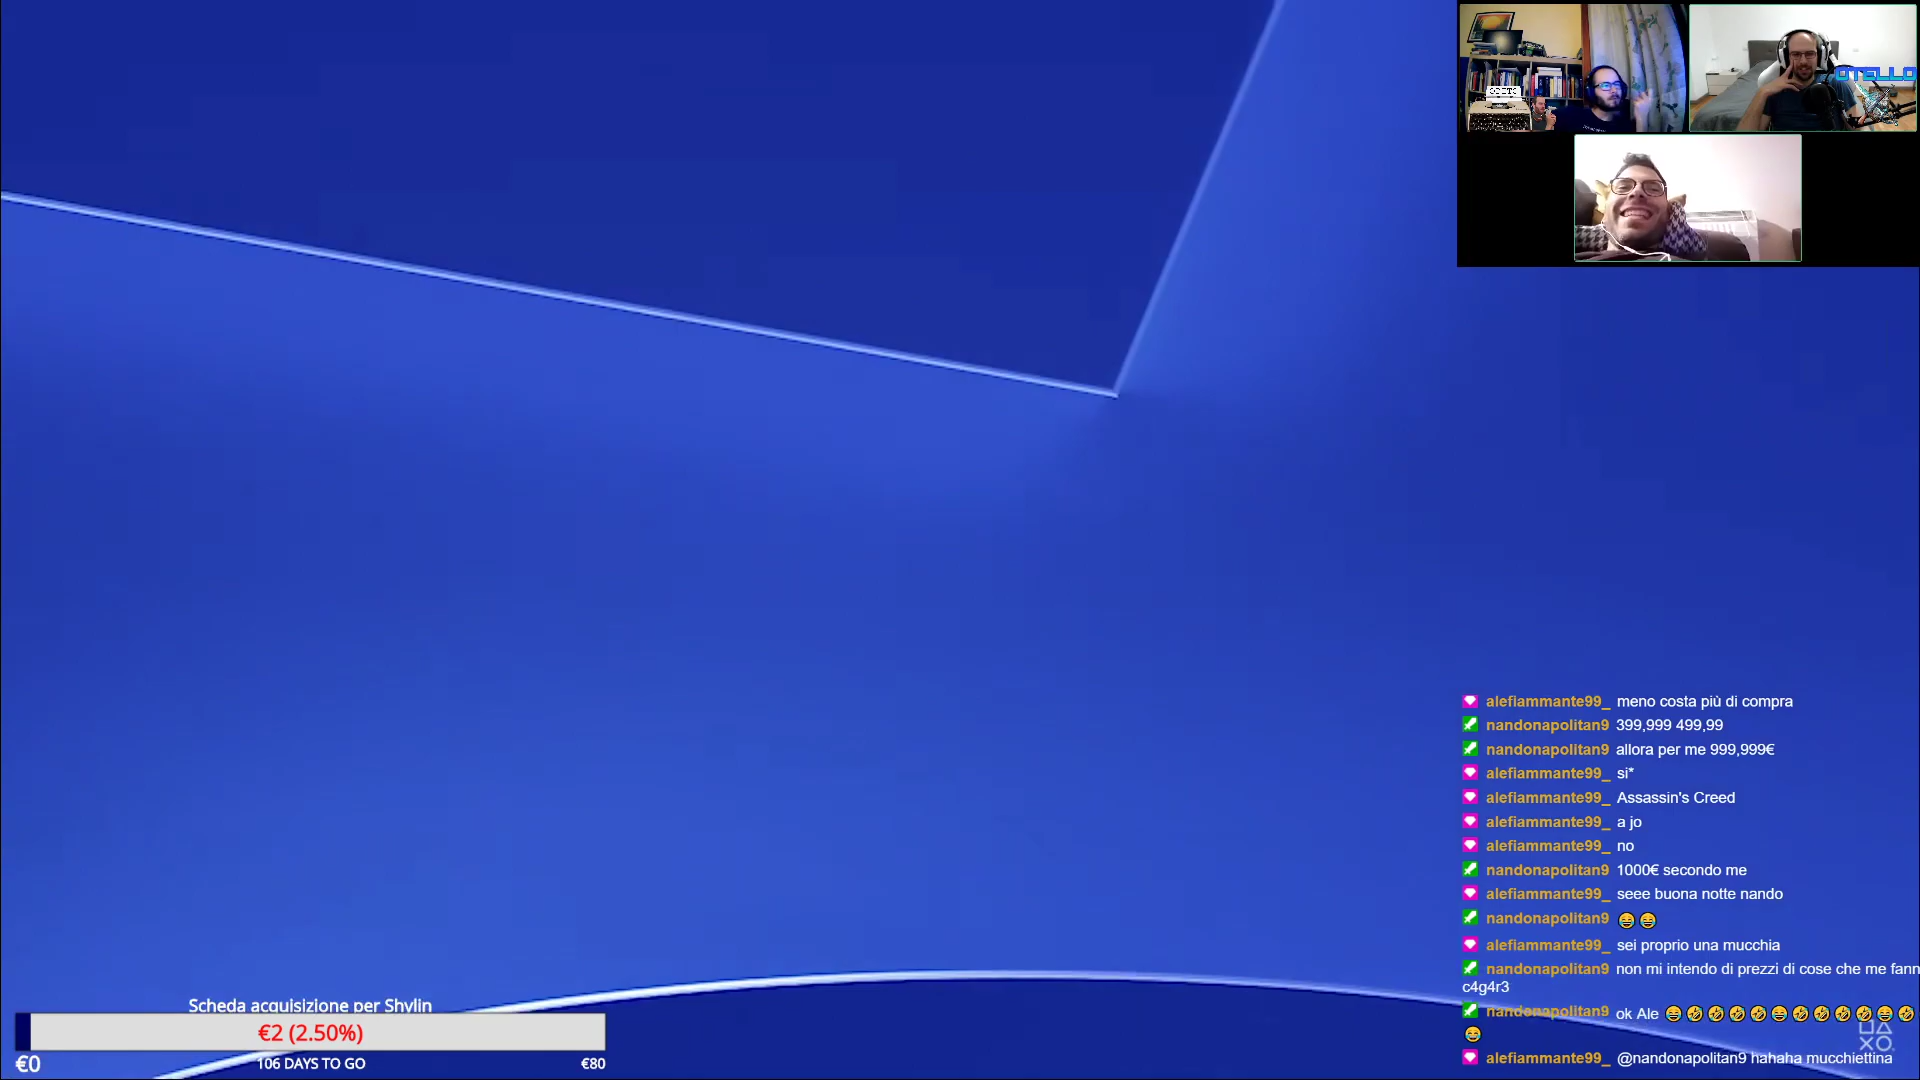 OTELLO
alefiammante99_ meno costa più di compra
nandonapolitan9 399,999 499,99
nandonapolitan9 allora per me 999,999€
alefiammante99_ si*
alefiammante99_ Assassin's Creed
alefiammante99_ a jo
alefiammante99_ no
nandonapolitan9 1000€ secondo me
alefiammante99_ seee buona notte nando
nandonapolitan9 😂 😂
alefiammante99_ sei proprio una mucchia
nandonapolitan9 non mi intendo di prezzi di cose che me fann
c4g4r3
nandonapolitan9 ok Ale 😂 🤣 🤣 🤣 🤣 😂 🤣 🤣 🤣 🤣 😂 🤣
😂
alefiammante99_ @nandonapolitan9 hahaha mucchiettina
Scheda acquisizione per Shylin
€2 (2.50%)
€0 106 DAYS TO GO €80